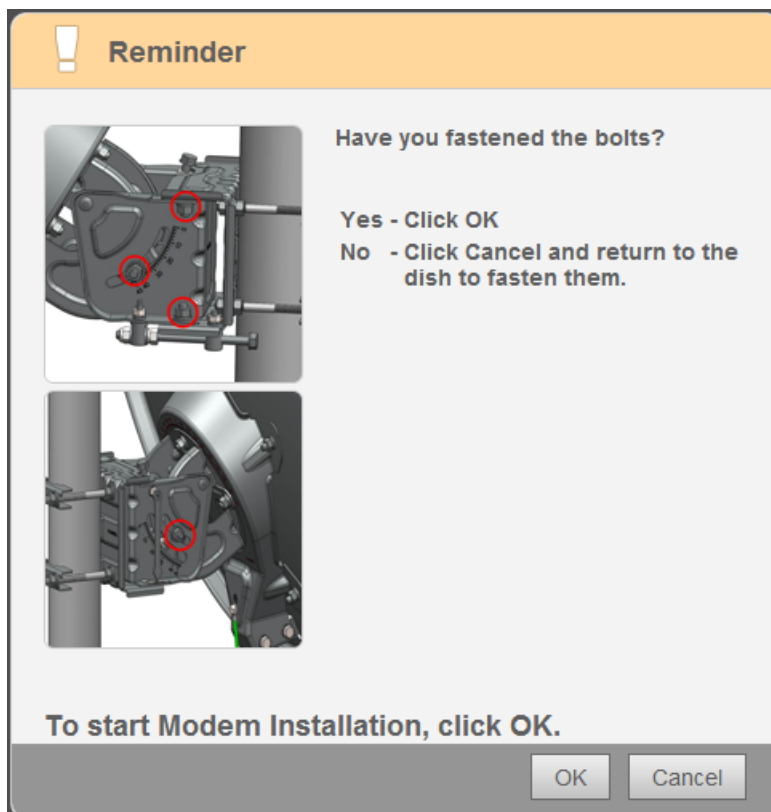 Reminder
Have you fastened the bolts?
Yes - Click OK
No - Click Cancel and return to the
dish to fasten them.
To start Modem Installation, click OK.
OK Cancel